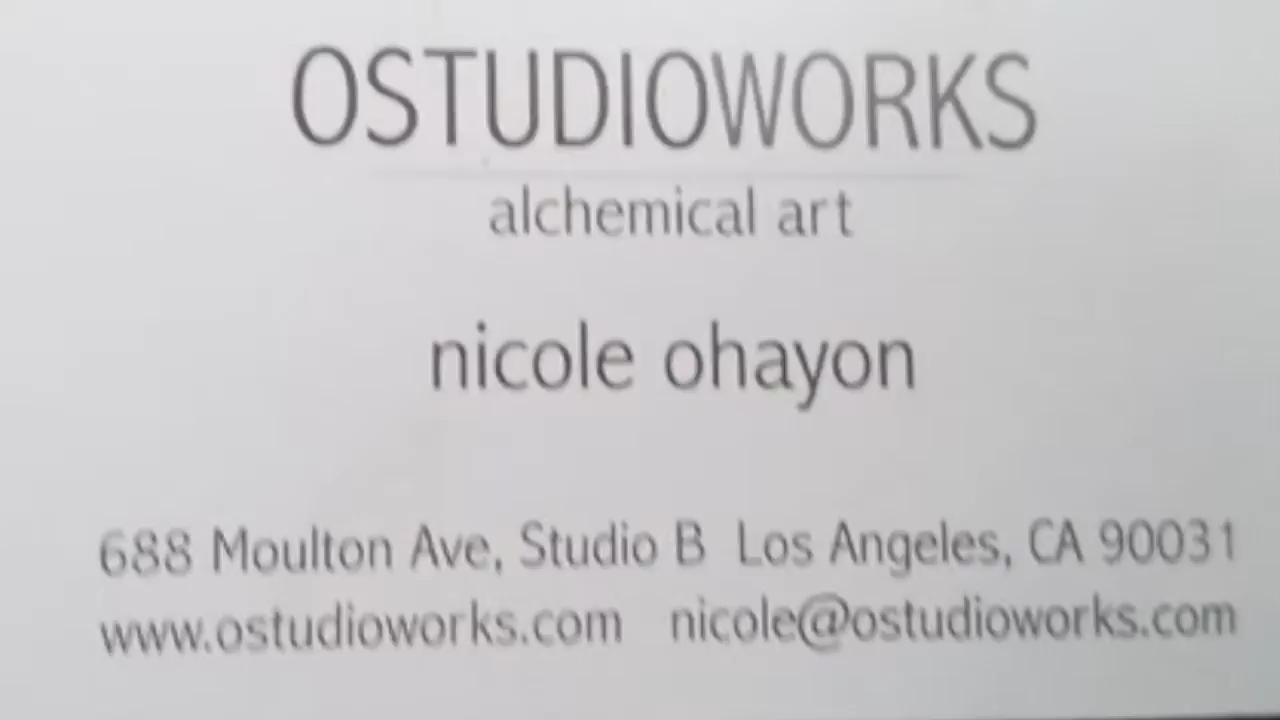 OSTUDIOWORKS
alchemical art
nicole ohayon
688 Moulton Ave, Studio B Los Angeles, CA 90031
www.ostudioworks.com nicole@ostudioworks.com